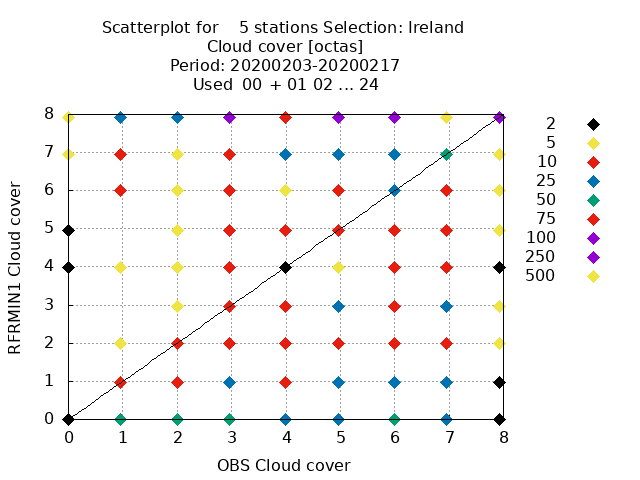 Scatterplot for 5 stations Selection: Ireland
Cloud cover [octas]
Period: 20200203-20200217
Used 00 + 01 02 ... 24
8
7
6
5
4
3
2
1
0
RFRMIN1 Cloud cover
0 1 2 3 4 5 6 7 8
OBS Cloud cover
2
5
10
25
50
75
100
250
500